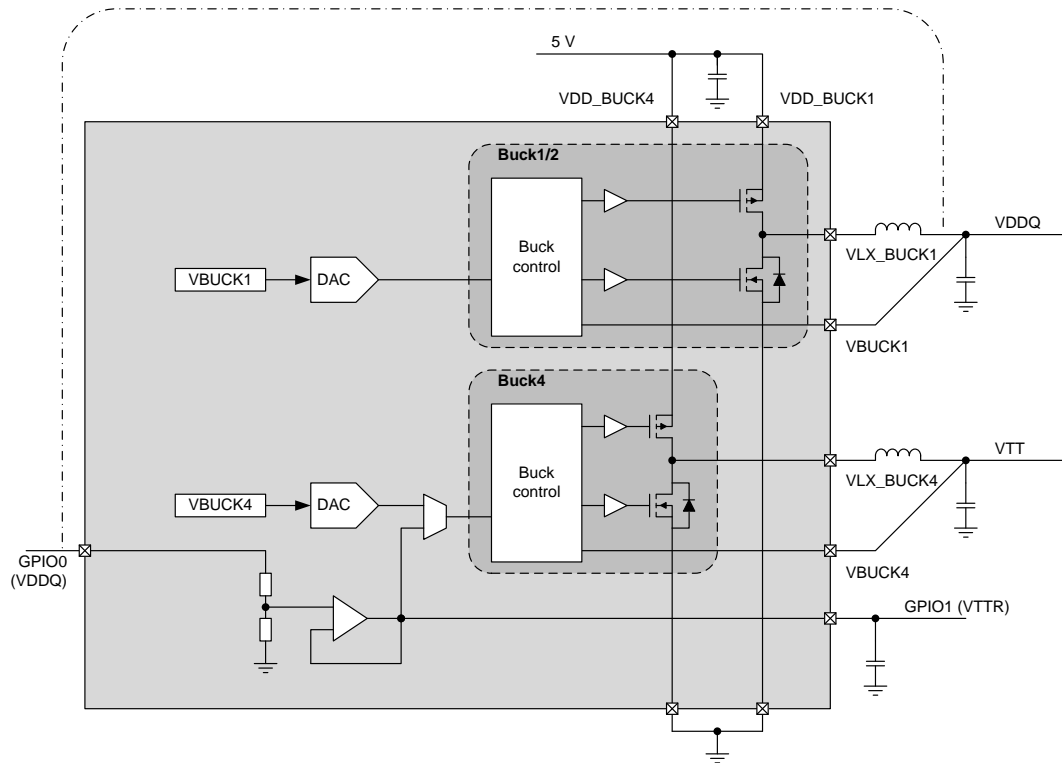 5 V
VDD_BUCK4
VDD_BUCK1
Buck1/2
Buck
control
VBUCK1
DAC
VDDQ
VLX_BUCK1
VBUCK1
Buck4
Buck
control
VBUCK4
DAC
VTT
VLX_BUCK4
VBUCK4
GPIO0
(VDDQ)
GPIO1 (VTTR)